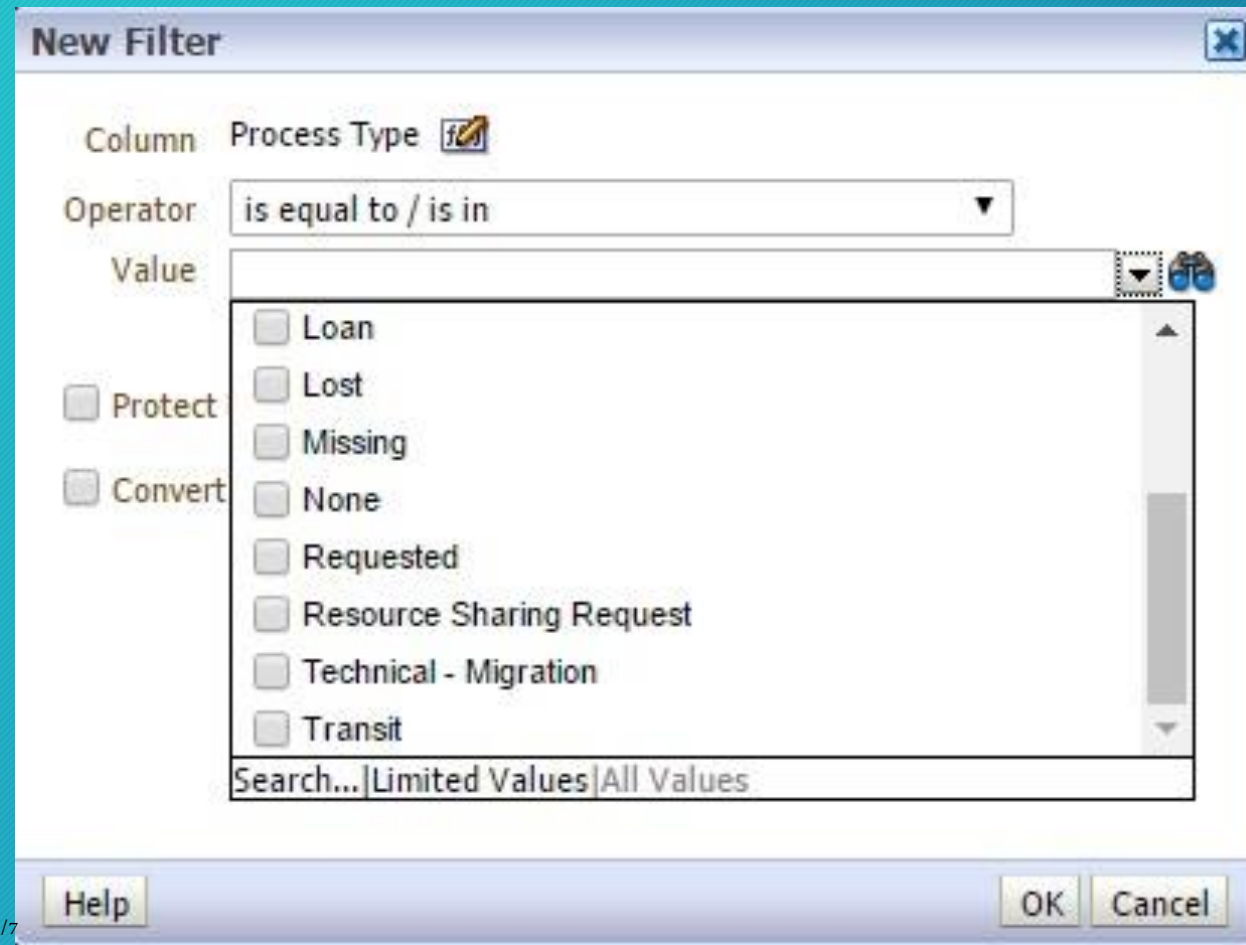 New Filter
Column Process Type
Operator is equal to / is in
Value
Loan
Lost
Protect
Missing
Convert
None
Requested
Resource Sharing Request
Technical - Migration
Transit
Search...|Limited Values|All Values
Help OK Cancel
/7